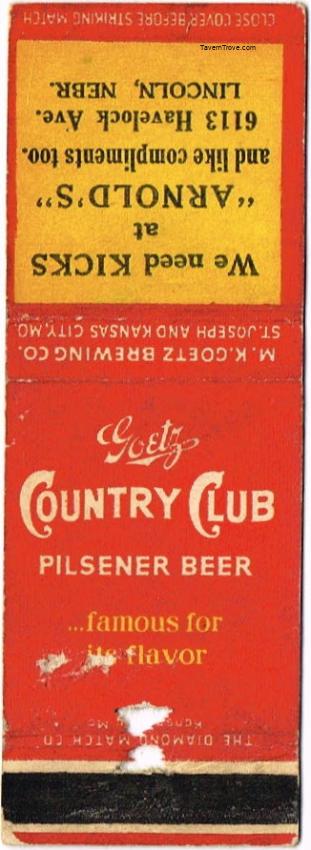 TavernTrove.com
CLOSE COVER BEFORE STRIKING MATCH
We need KICKS
at
"ARNOLD'S"
and like compliments too.
6113 Havelock Ave.
LINCOLN, NEBR.
M. K. GOETZ BREWING CO.
ST. JOSEPH AND KANSAS CITY, MO.
Goetz
COUNTRY CLUB
PILSENER BEER
...famous for
its flavor
THE DIAMOND MATCH CO.